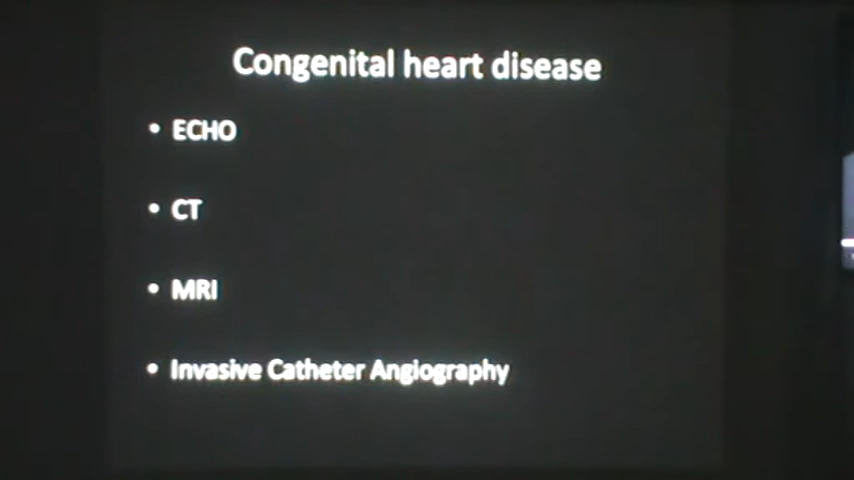 Congenital heart disease
• ECHO
• CT
• MRI
• Invasive Catheter Angiography